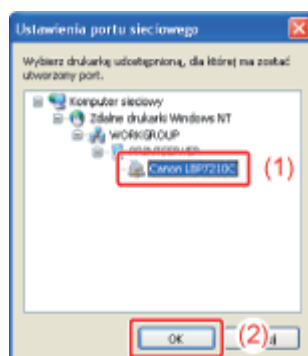 Ustawienia portu sieciowego
Wybierz drukarkę udostępnioną, dla której ma zostać
utworzony port.
Komputer sieciowy
Zdalne drukarki Windows NT
WORKGROUP
Canon LBP7210C
(1)
OK
(2)